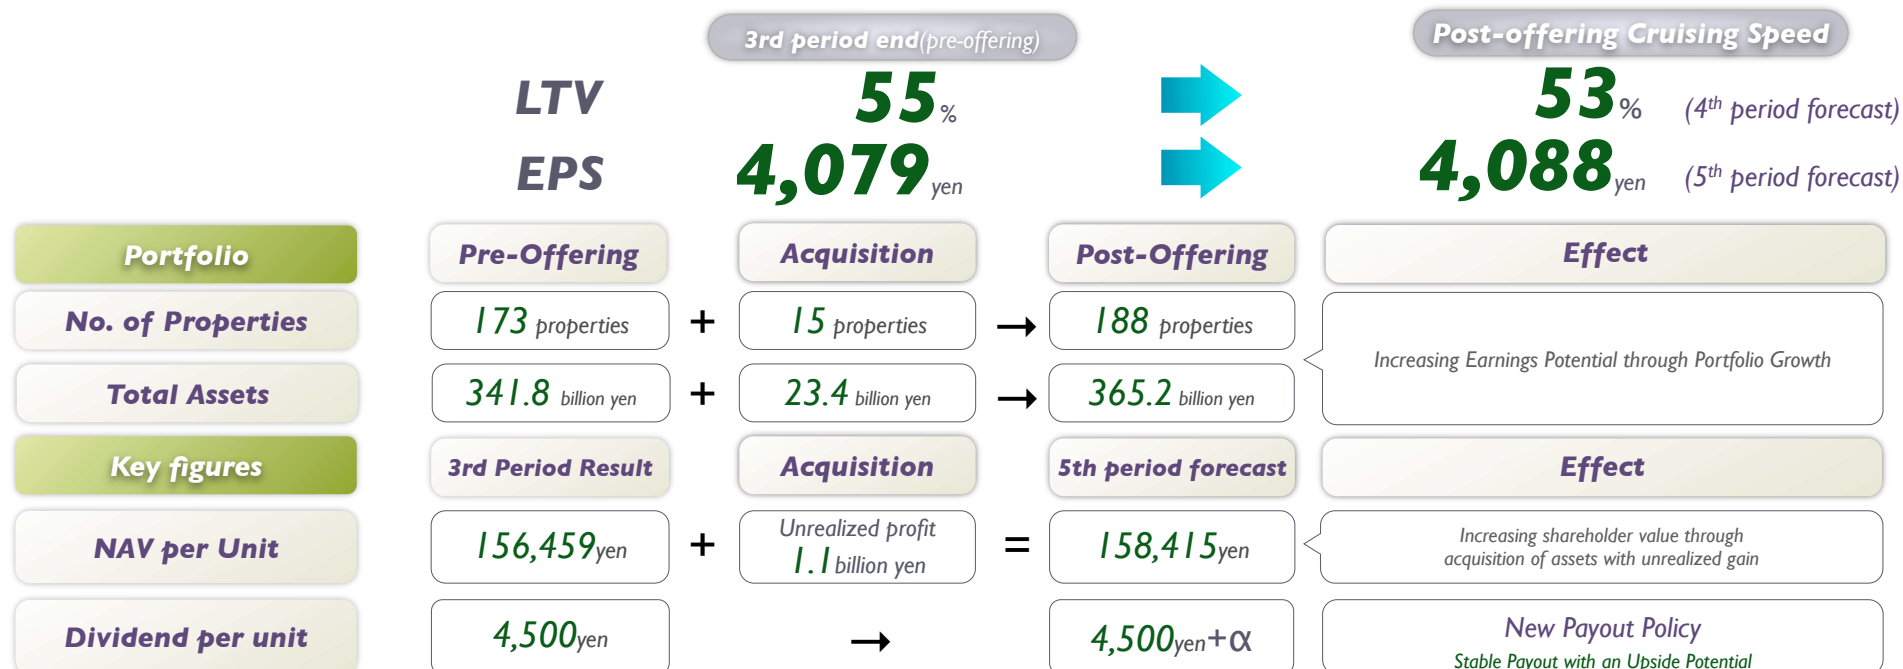 3rd period end(pre-offering)
Post-offering Cruising Speed
LTV 55% 53% (4th period forecast)
EPS 4,079yen 4,088yen (5th period forecast)
Portfolio Pre-Offering Acquisition Post-Offering Effect
No. of Properties 173 properties + 15 properties → 188 properties
Increasing Earnings Potential through Portfolio Growth
Total Assets 341.8 billion yen + 23.4 billion yen → 365.2 billion yen
Key figures 3rd Period Result Acquisition 5th period forecast Effect
NAV per Unit 156,459yen + Unrealized profit
1.1 billion yen = 158,415yen
Increasing shareholder value through
acquisition of assets with unrealized gain
Dividend per unit 4,500yen → 4,500yen+α
New Payout Policy
Stable Payout with an Upside Potential